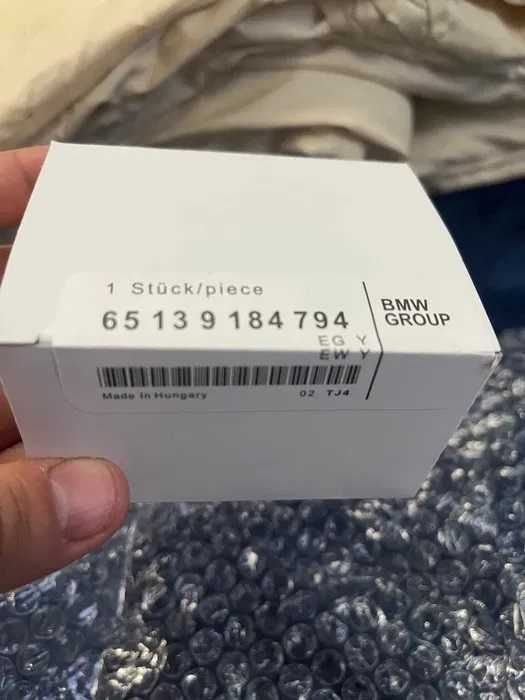 1 Stück/piece
65 13 9 184 794
EG Y
EW Y
Made in Hungary
02 TJ4
BMW
GROUP